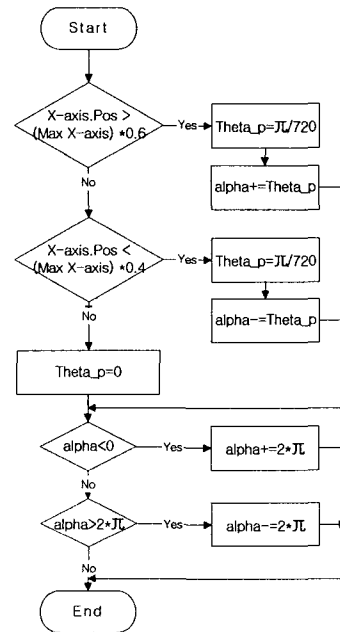 Start
X-axis.Pos >
(Max X-axis) *0.6
Yes
Theta_p=π/720
alpha+=Theta_p
No
X-axis.Pos <
(Max X-axis) *0.4
Yes
Theta_p=π/720
alpha-=Theta_p
No
Theta_p=0
alpha<0
Yes
alpha+=2*π
No
alpha>2*π
Yes
alpha-=2*π
No
End